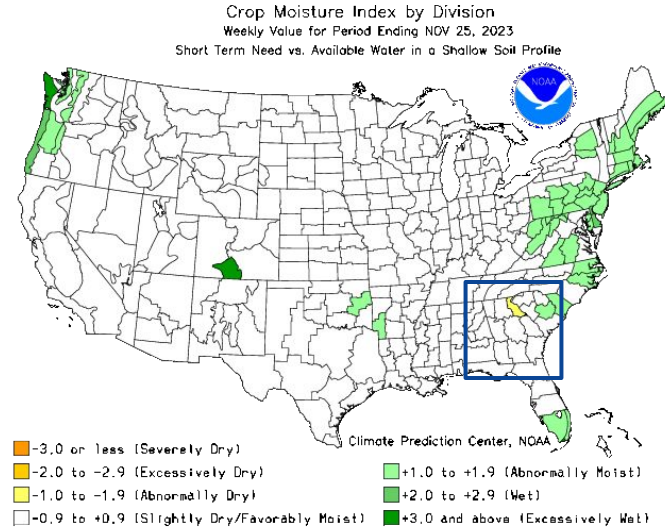 Crop Moisture Index by Division
Weekly Value for Period Ending NOV 25, 2023
Short Term Need vs. Available Water in a Shallow Soil Profile
NOAA
Climate Prediction Center, NOAA
-3.0 or less (Severely Dry)
-2.0 to -2.9 (Excessively Dry)
-1.0 to -1.9 (Abnormally Dry)
-0.9 to +0.9 (Slightly Dry/Favorably Moist)
+1.0 to +1.9 (Abnormally Moist)
+2.0 to +2.9 (Wet)
+3.0 and above (Excessively Wet)